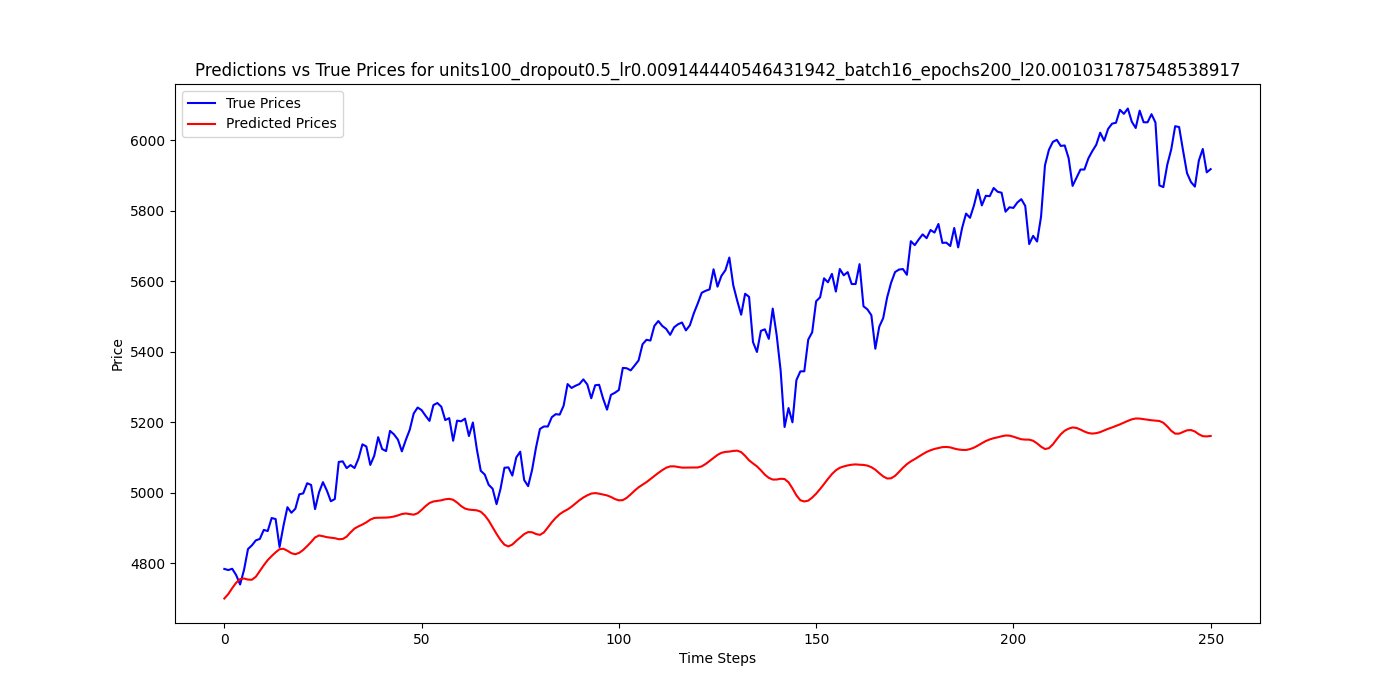 Predictions vs True Prices for units100_dropout0.5_lr0.009144440546431942_batch16_epochs200_l20.001031787548538917
True Prices
Predicted Prices
Price
6000
5800
5600
5400
5200
5000
4800
0 50 100 150 200 250
Time Steps